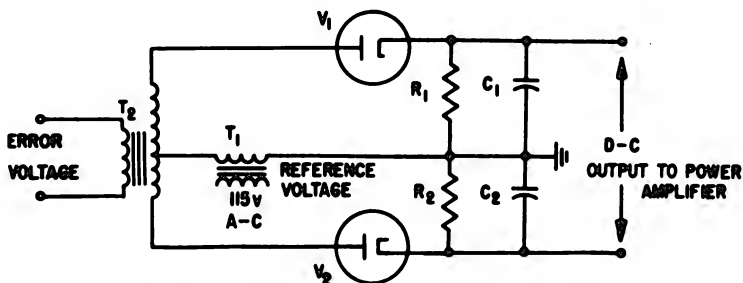 V₁
T₂
R₁
C₁
ERROR
VOLTAGE
T₁
REFERENCE
VOLTAGE
115V
A-C
D-C
OUTPUT TO POWER
AMPLIFIER
R₂
C₂
V₂